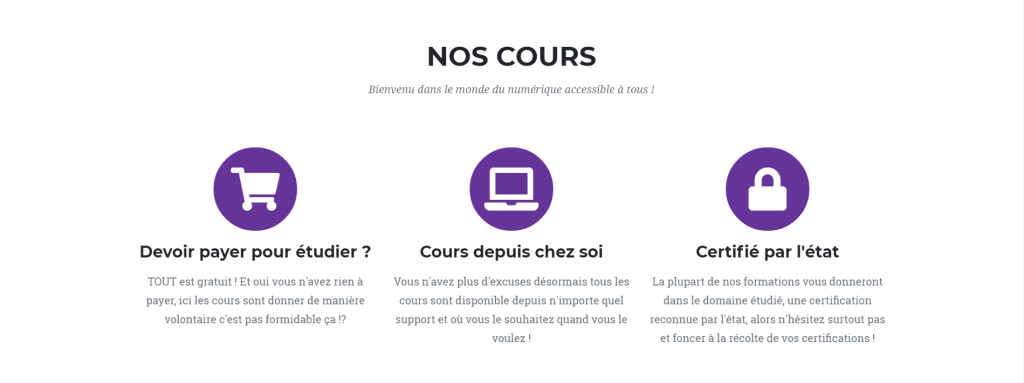 NOS COURS
Bienvenu dans le monde du numérique accessible à tous !
Devoir payer pour étudier ?
TOUT est gratuit ! Et oui vous n'avez rien à
payer, ici les cours sont donner de manière
volontaire c'est pas formidable ça !?
Cours depuis chez soi
Vous n'avez plus d'excuses désormais tous les
cours sont disponible depuis n'importe quel
support et où vous le souhaitez quand vous le
voulez !
Certifié par l'état
La plupart de nos formations vous donneront
dans le domaine étudié, une certification
reconnue par l'état, alors n'hésitez surtout pas
et foncer à la récolte de vos certifications !